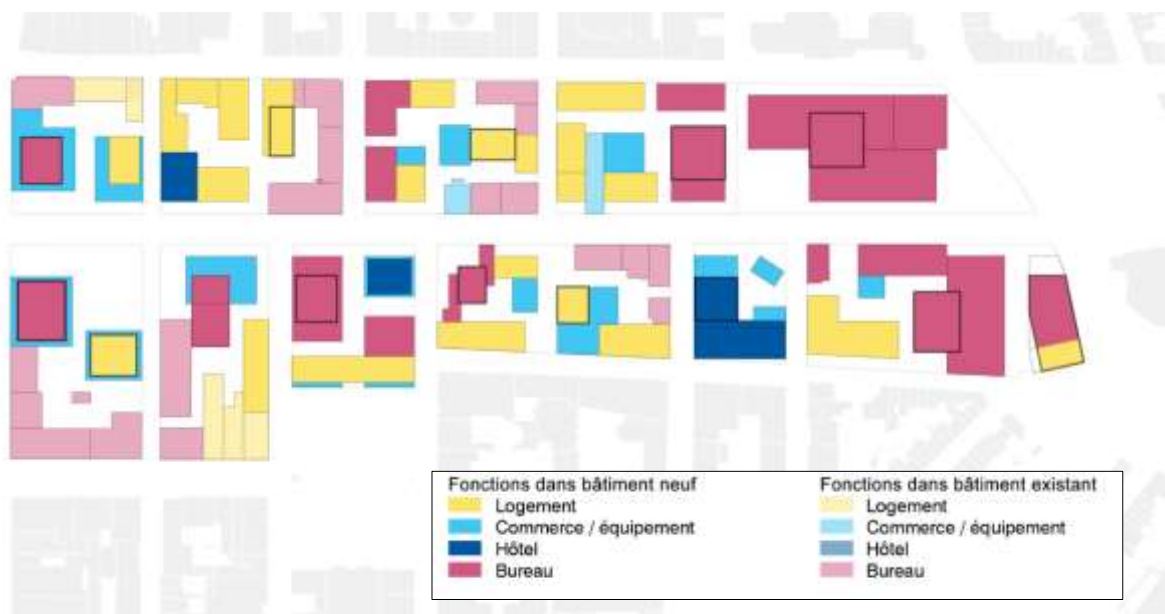 Fonctions dans bâtiment neuf
Logement
Commerce / équipement
Hôtel
Bureau
Fonctions dans bâtiment existant
Logement
Commerce / équipement
Hôtel
Bureau